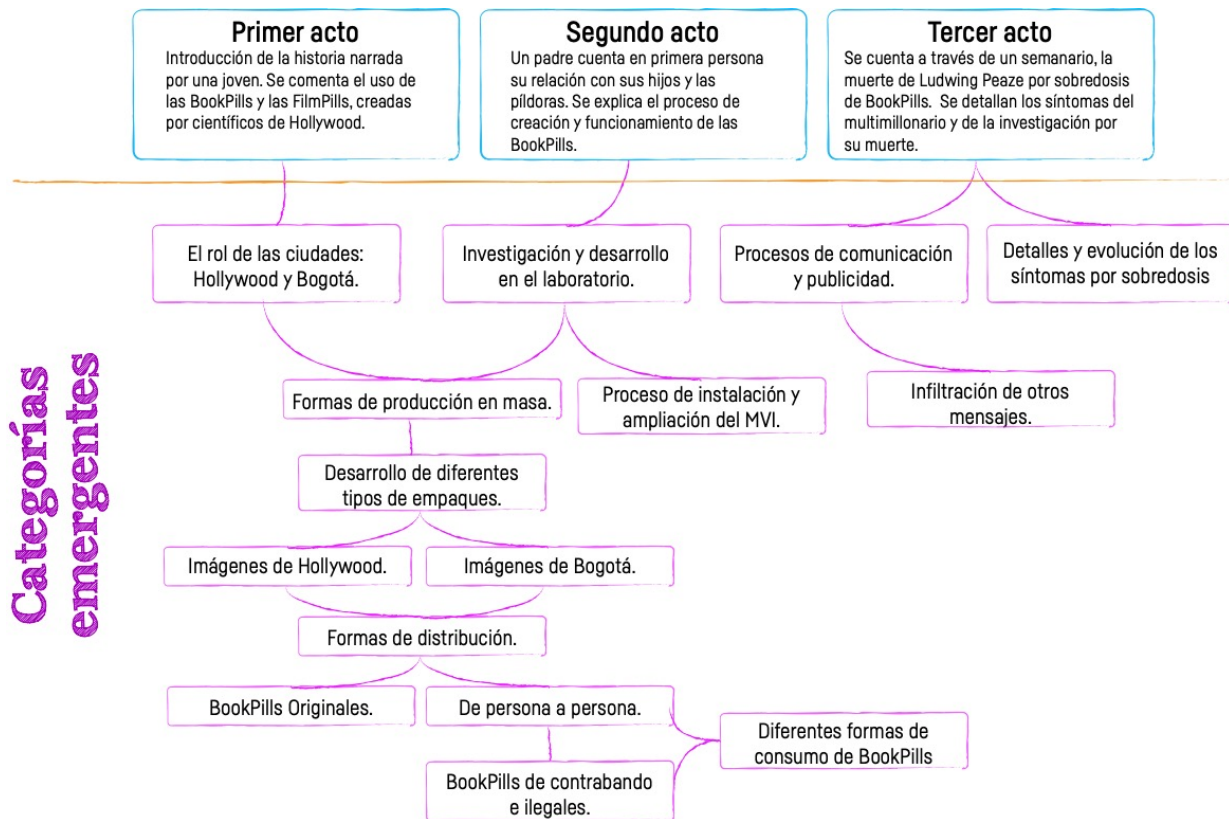 Primer acto
Introducción de la historia narrada
por una joven. Se comenta el uso de
las BookPills y las FilmPills, creadas
por científicos de Hollywood.
Segundo acto
Un padre cuenta en primera persona
su relación con sus hijos y las
píldoras. Se explica el proceso de
creación y funcionamiento de las
BookPills.
Tercer acto
Se cuenta a través de un semanario, la
muerte de Ludwing Peaze por sobredosis
de BookPills. Se detallan los síntomas del
multimillonario y de la investigación por
su muerte.
Categorías
emergentes
El rol de las ciudades:
Hollywood y Bogotá.
Investigación y desarrollo
en el laboratorio.
Procesos de comunicación
y publicidad.
Detalles y evolución de los
síntomas por sobredosis
Formas de producción en masa.
Proceso de instalación y
ampliación del MVI.
Infiltración de otros
mensajes.
Desarrollo de diferentes
tipos de empaques.
Imágenes de Hollywood.
Imágenes de Bogotá.
Formas de distribución.
BookPills Originales.
De persona a persona.
Diferentes formas de
consumo de BookPills
BookPills de contrabando
e ilegales.